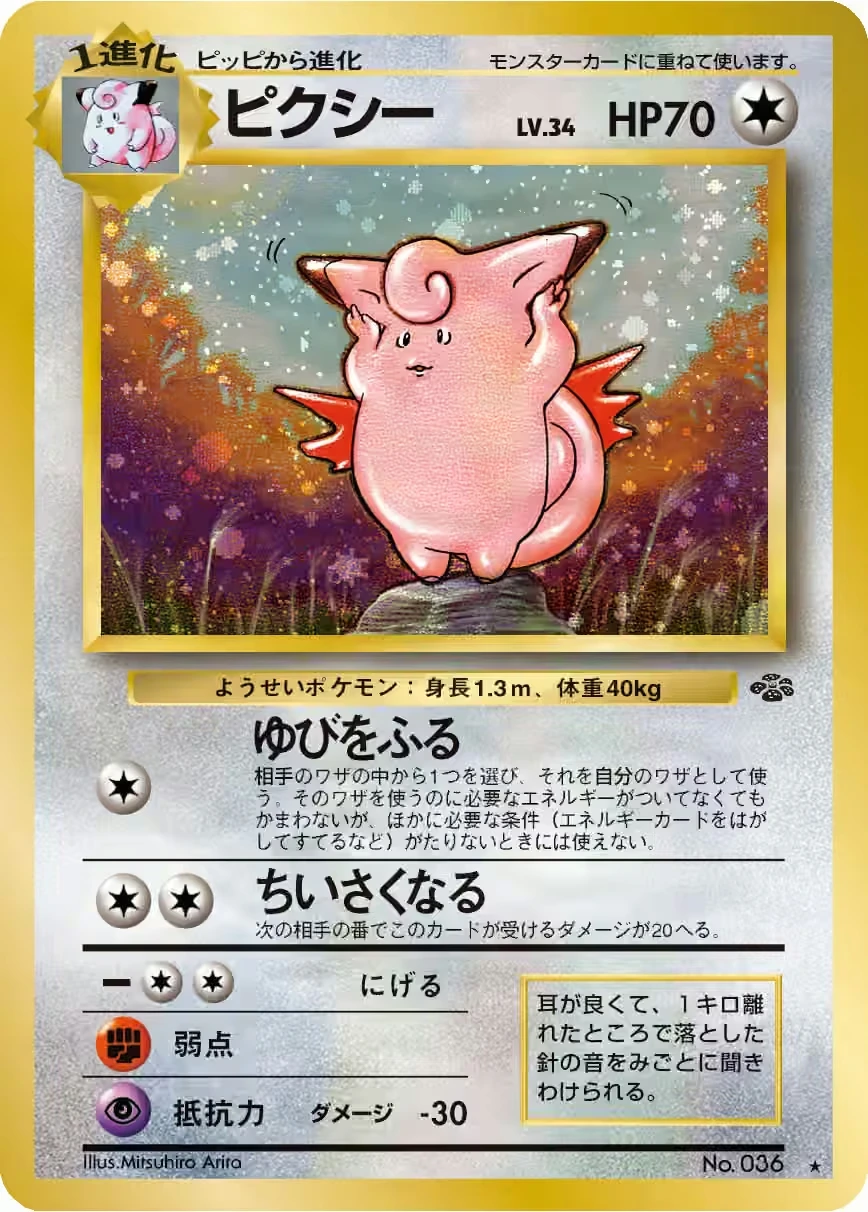 1進化
ピッピから進化
モンスターカードに重ねて使います。
ピクシー
LV.34
HP70
ようせいポケモン：身長1.3m、体重40kg
ゆびをふる
相手のワザの中から1つを選び、それを自分のワザとして使
う。そのワザを使うのに必要なエネルギーがついてなくても
かまわないが、ほかに必要な条件（エネルギーカードをはが
してすてるなど）がたりないときには使えない。
ちいさくなる
次の相手の番でこのカードが受けるダメージが20へる。
にげる
弱点
抵抗力 ダメージ -30
耳が良くて、1キロ離
れたところで落とした
針の音をみごとに聞き
わけられる。
Illus.Mitsuhiro Arita
No.036